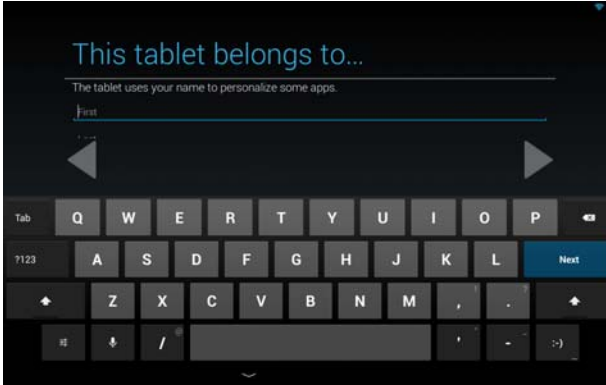 This tablet belongs to...
The tablet uses your name to personalize some apps.
First
Tab Q W E R T Y U I O P
?123 A S D F G H J K L Next
Z X C V B N M , ! . ?
/ @ ' " - _ :-)